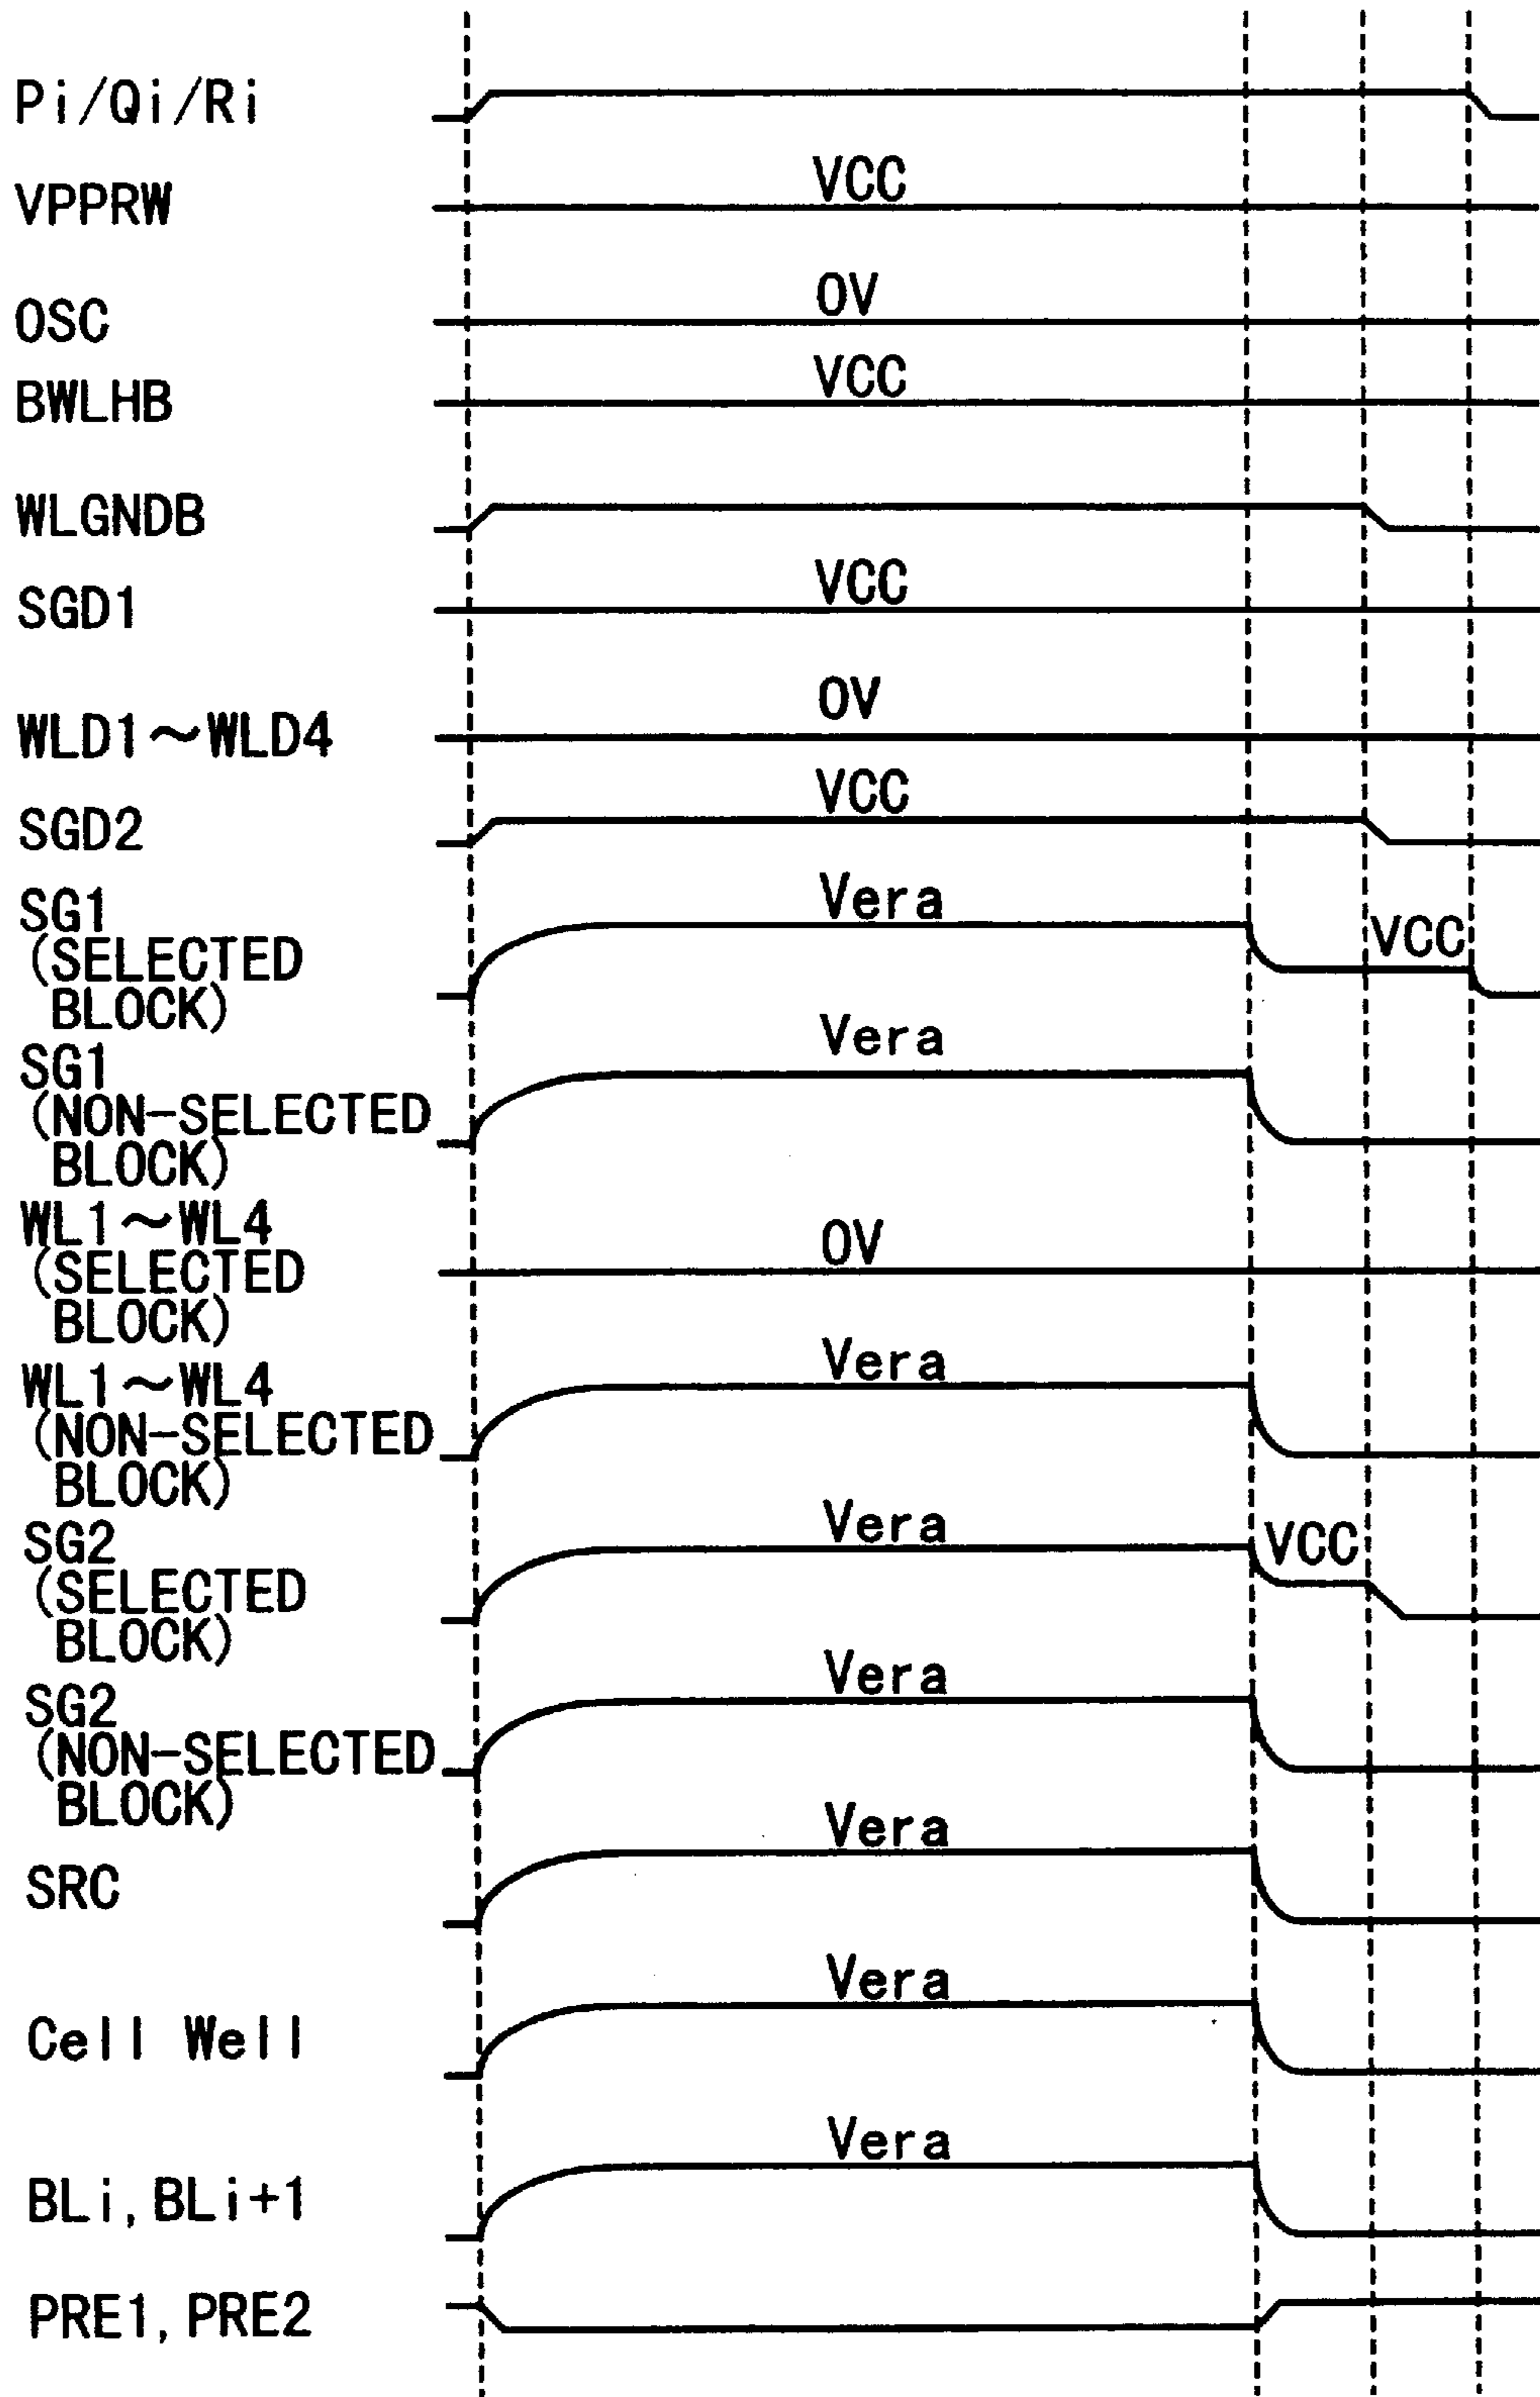 Pi/Qi/Ri
VCC
VPPRW
0V
OSC
VCC
BWLHB
WLGNDB
VCC
SGD1
0V
WLD1～WLD4
VCC
SGD2
Vera
SG1
(SELECTED
BLOCK)
VCC
Vera
SG1
(NON-SELECTED
BLOCK)
WL1～WL4
(SELECTED
BLOCK)
0V
Vera
WL1～WL4
(NON-SELECTED
BLOCK)
Vera
SG2
(SELECTED
BLOCK)
VCC
Vera
SG2
(NON-SELECTED
BLOCK)
Vera
SRC
Vera
Cell Well
Vera
BLi, BLi+1
PRE1, PRE2